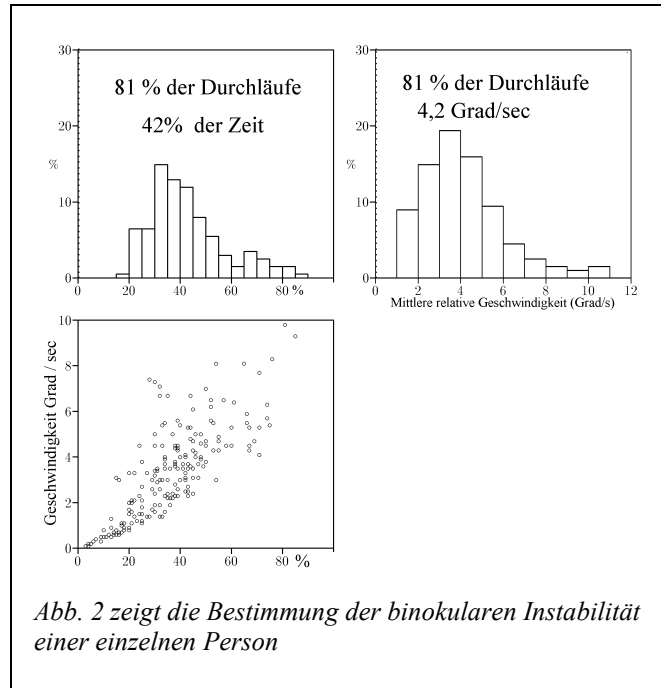 30
20
%
10
0
81 % der Durchläufe
42% der Zeit
20 40 60 80 %
30
20
%
10
0
81 % der Durchläufe
4,2 Grad/sec
0 2 4 6 8 10 12
Mittlere relative Geschwindigkeit (Grad/s)
Geschwindigkeit Grad / sec
10
8
6
4
2
0
0 20 40 60 80 %
Abb. 2 zeigt die Bestimmung der binokularen Instabilität
einer einzelnen Person